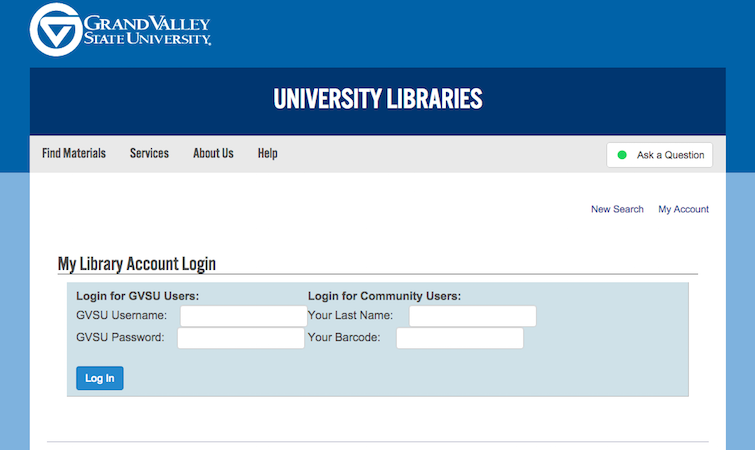 GRAND VALLEY
STATE UNIVERSITY.
UNIVERSITY LIBRARIES
Find Materials Services About Us Help Ask a Question
New Search My Account
My Library Account Login
Login for GVSU Users: Login for Community Users:
GVSU Username: Your Last Name:
GVSU Password: Your Barcode:
Log In